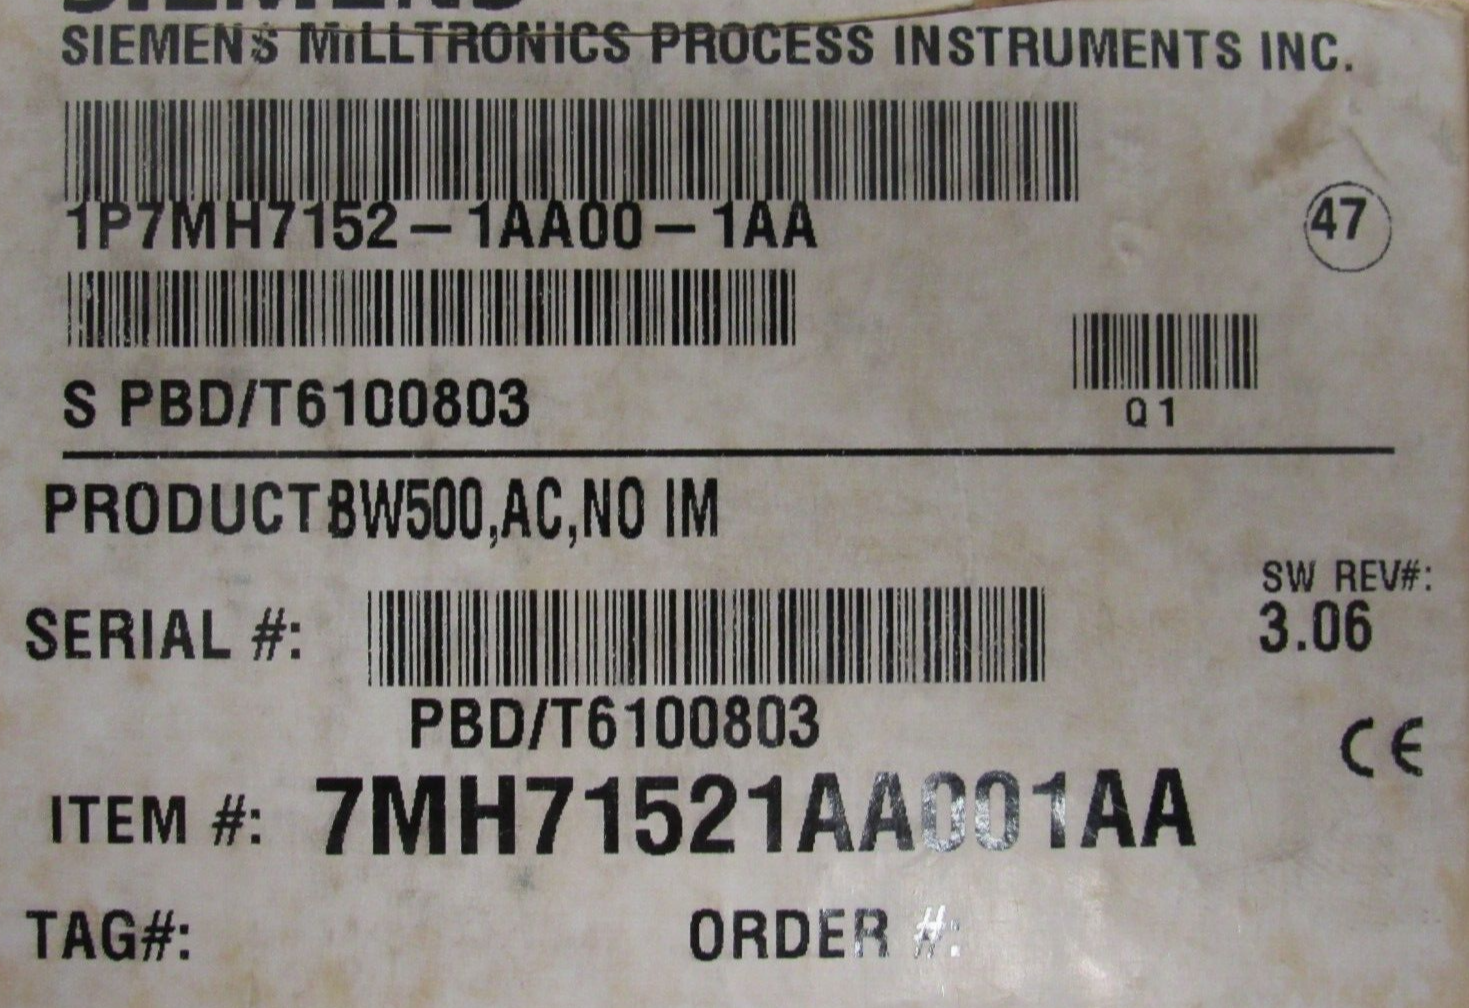 SIEMENS
SIEMENS MILLTRONICS PROCESS INSTRUMENTS INC.
1P7MH7152-1AA00-1AA
47
S PBD/T6100803
Q1
PRODUCT BW500,AC,NO IM
SW REV#:
3.06
SERIAL #:
PBD/T6100803
CE
ITEM #: 7MH71521AA001AA
TAG#: ORDER #: